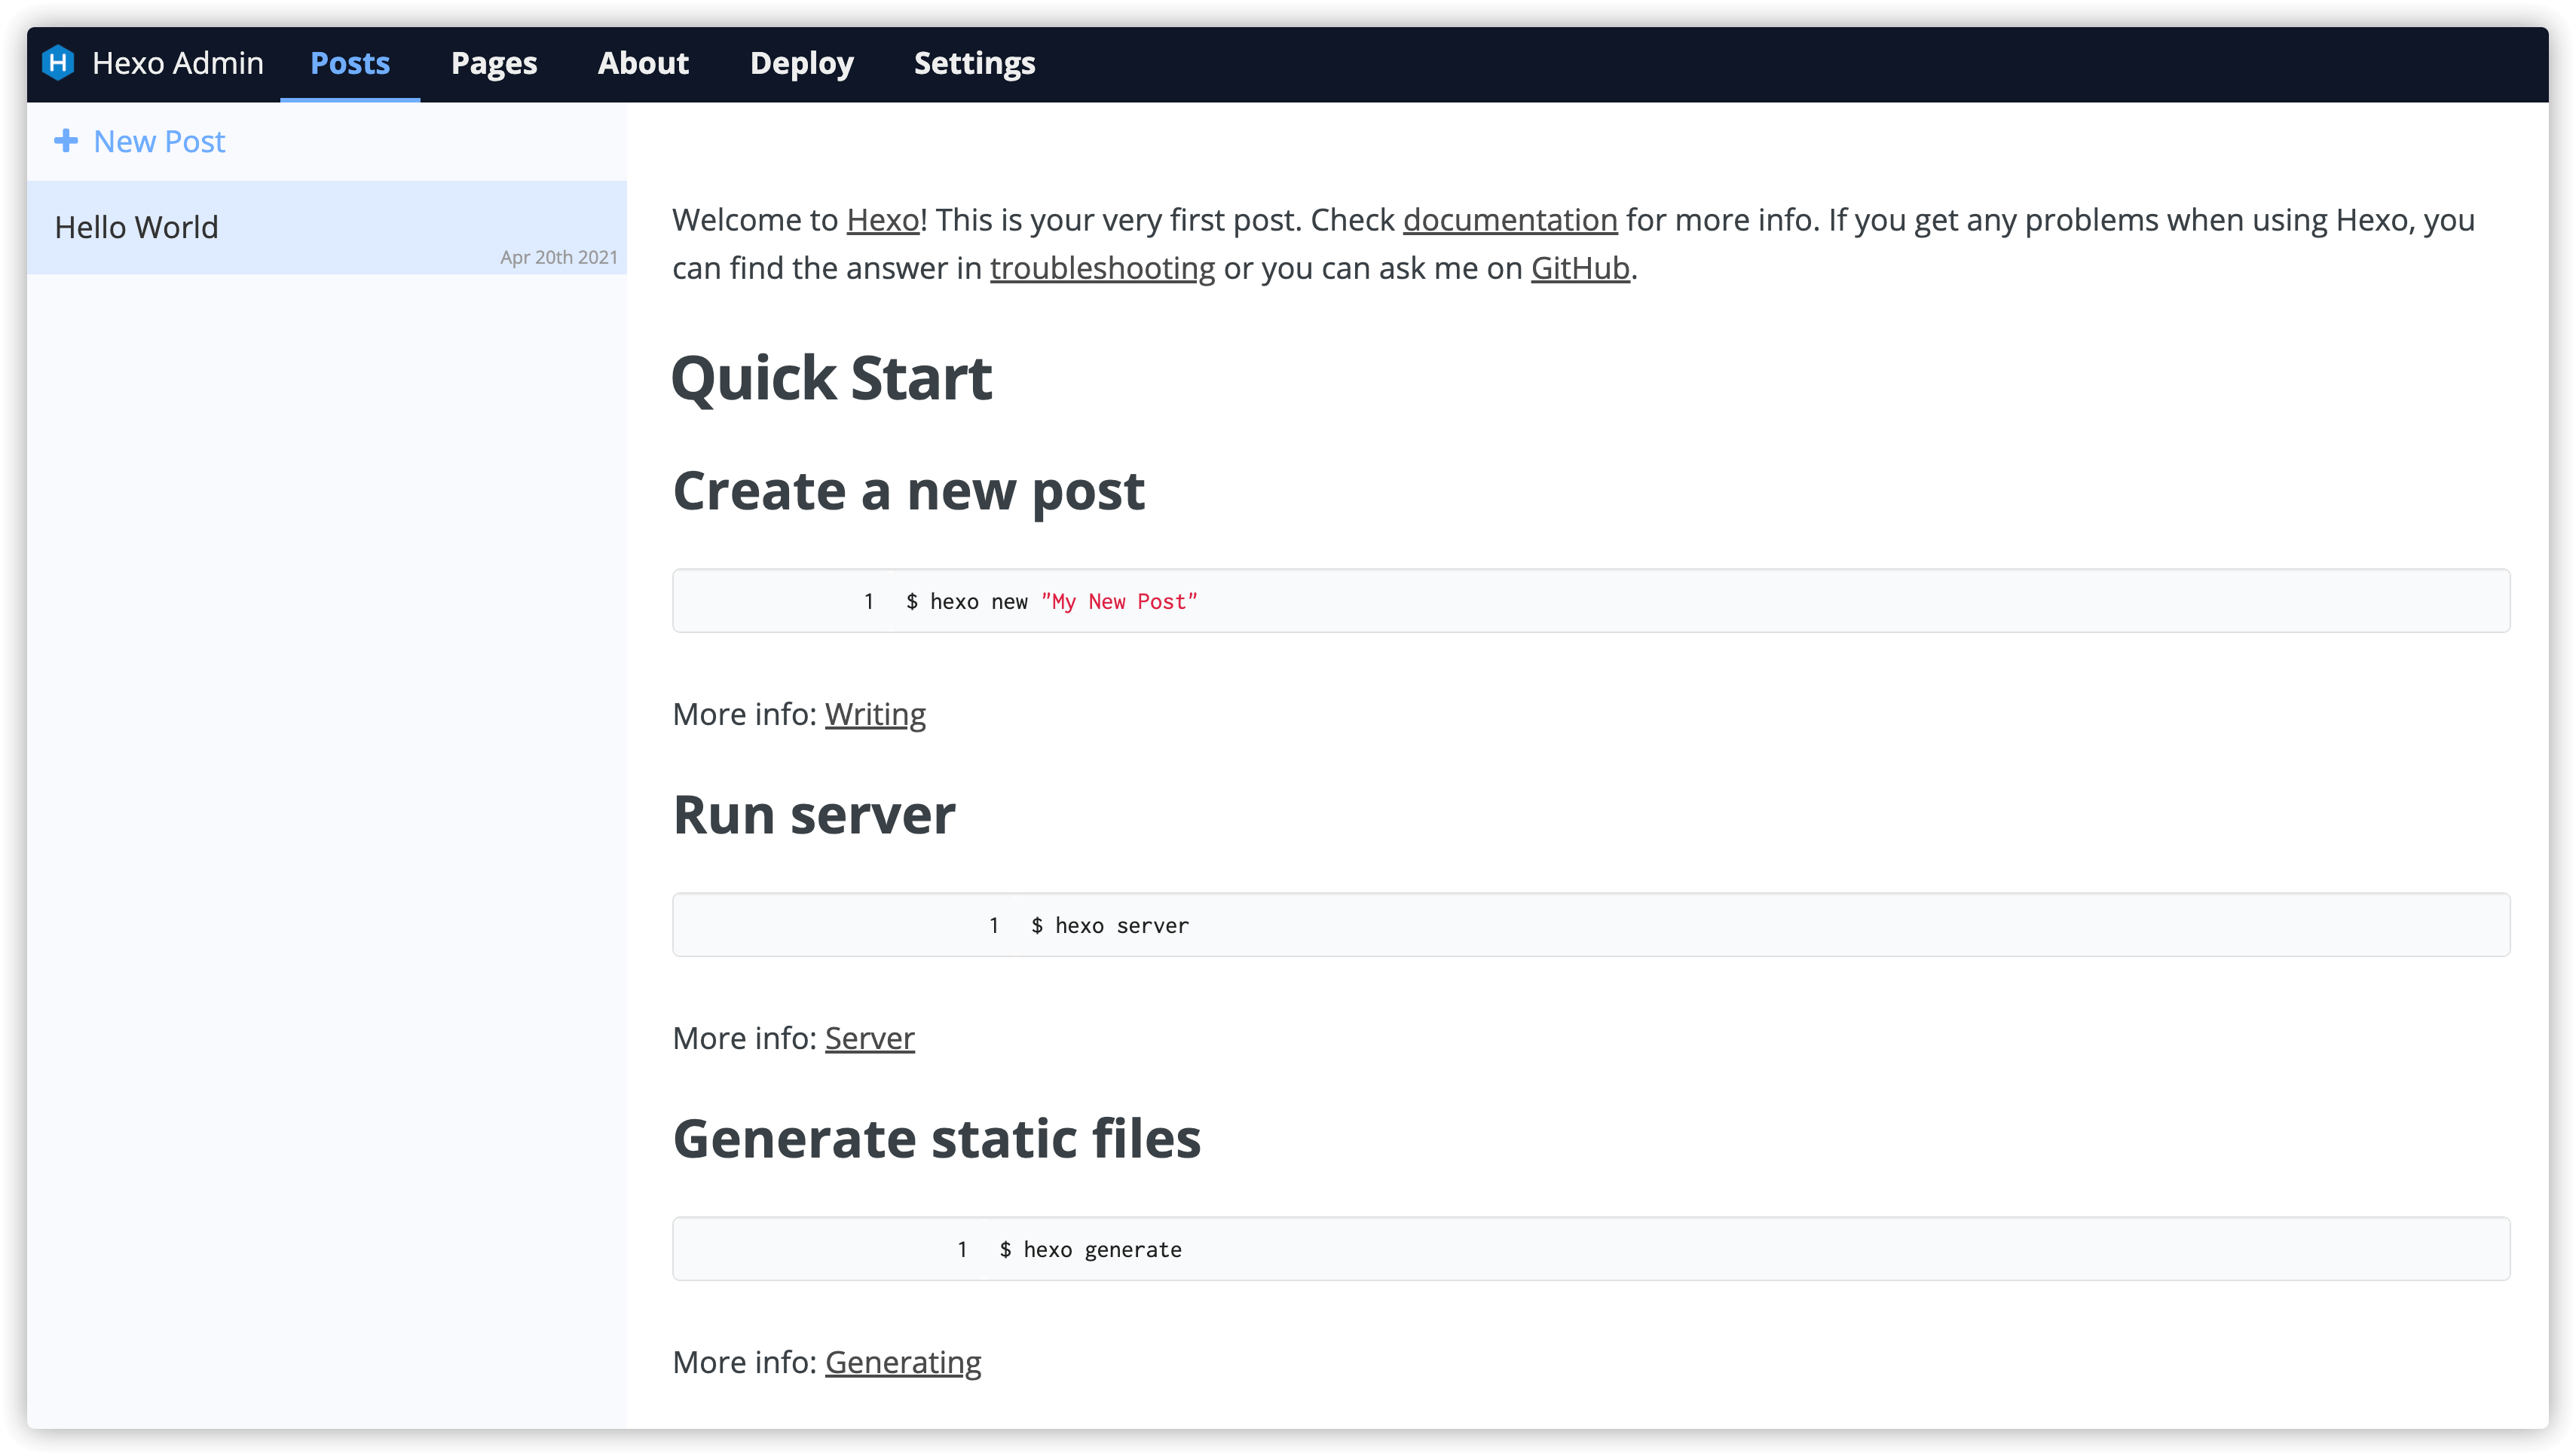 H Hexo Admin Posts Pages About Deploy Settings
+ New Post
Hello World
Apr 20th 2021
Welcome to Hexo! This is your very first post. Check documentation for more info. If you get any problems when using Hexo, you
can find the answer in troubleshooting or you can ask me on GitHub.
Quick Start
Create a new post
1 $ hexo new "My New Post"
More info: Writing
Run server
1 $ hexo server
More info: Server
Generate static files
1 $ hexo generate
More info: Generating